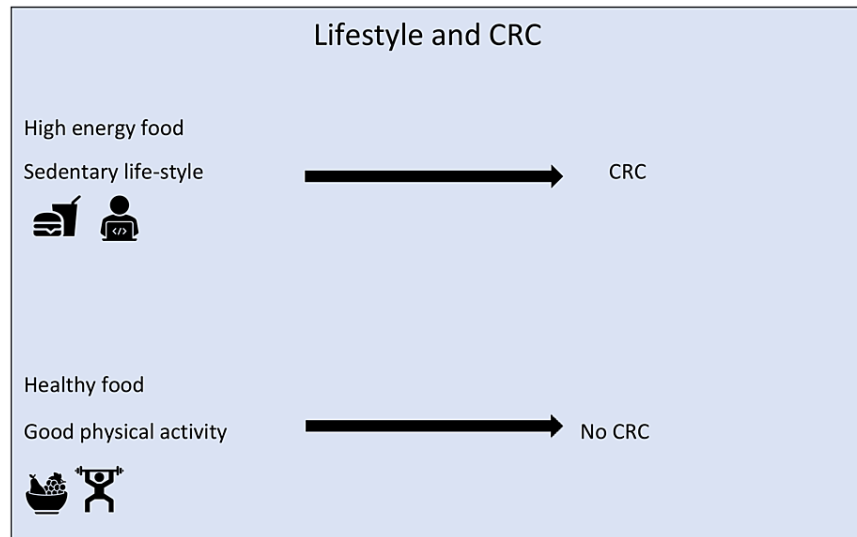 Lifestyle and CRC
High energy food
Sedentary life-style
CRC
</>
Healthy food
Good physical activity
No CRC